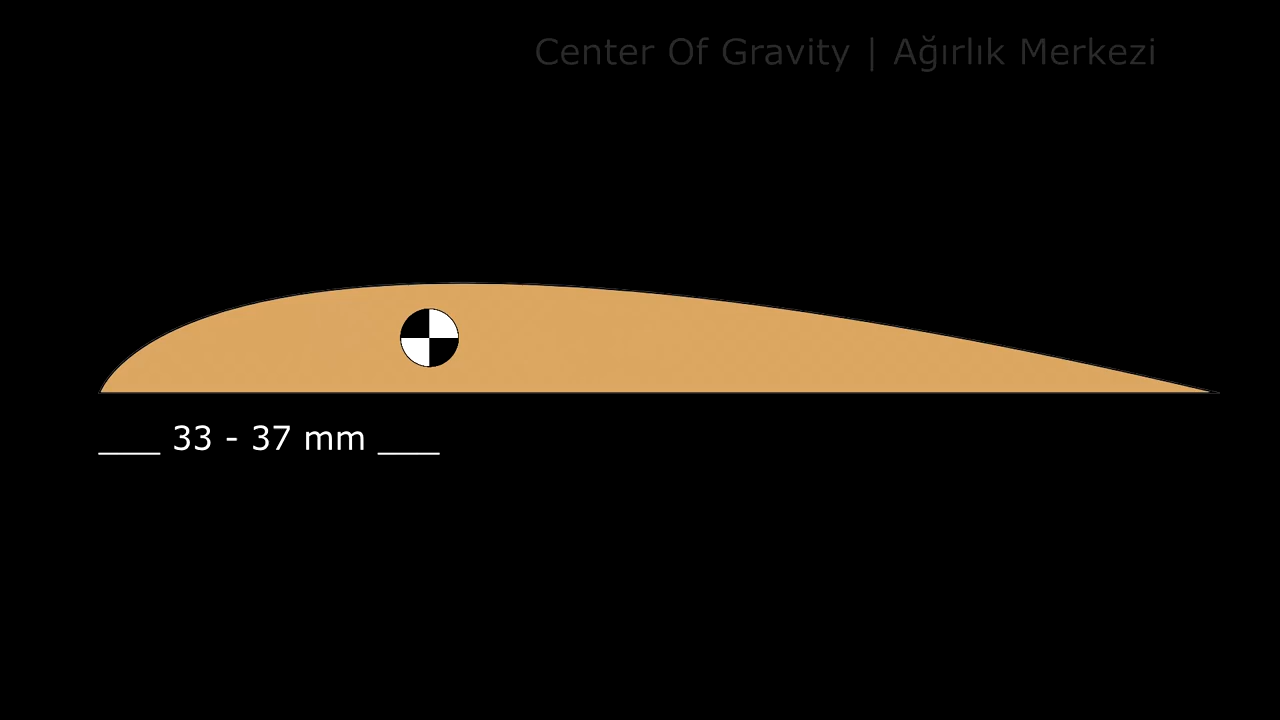 Center Of Gravity | Ağırlık Merkezi
____ 33 - 37 mm ____